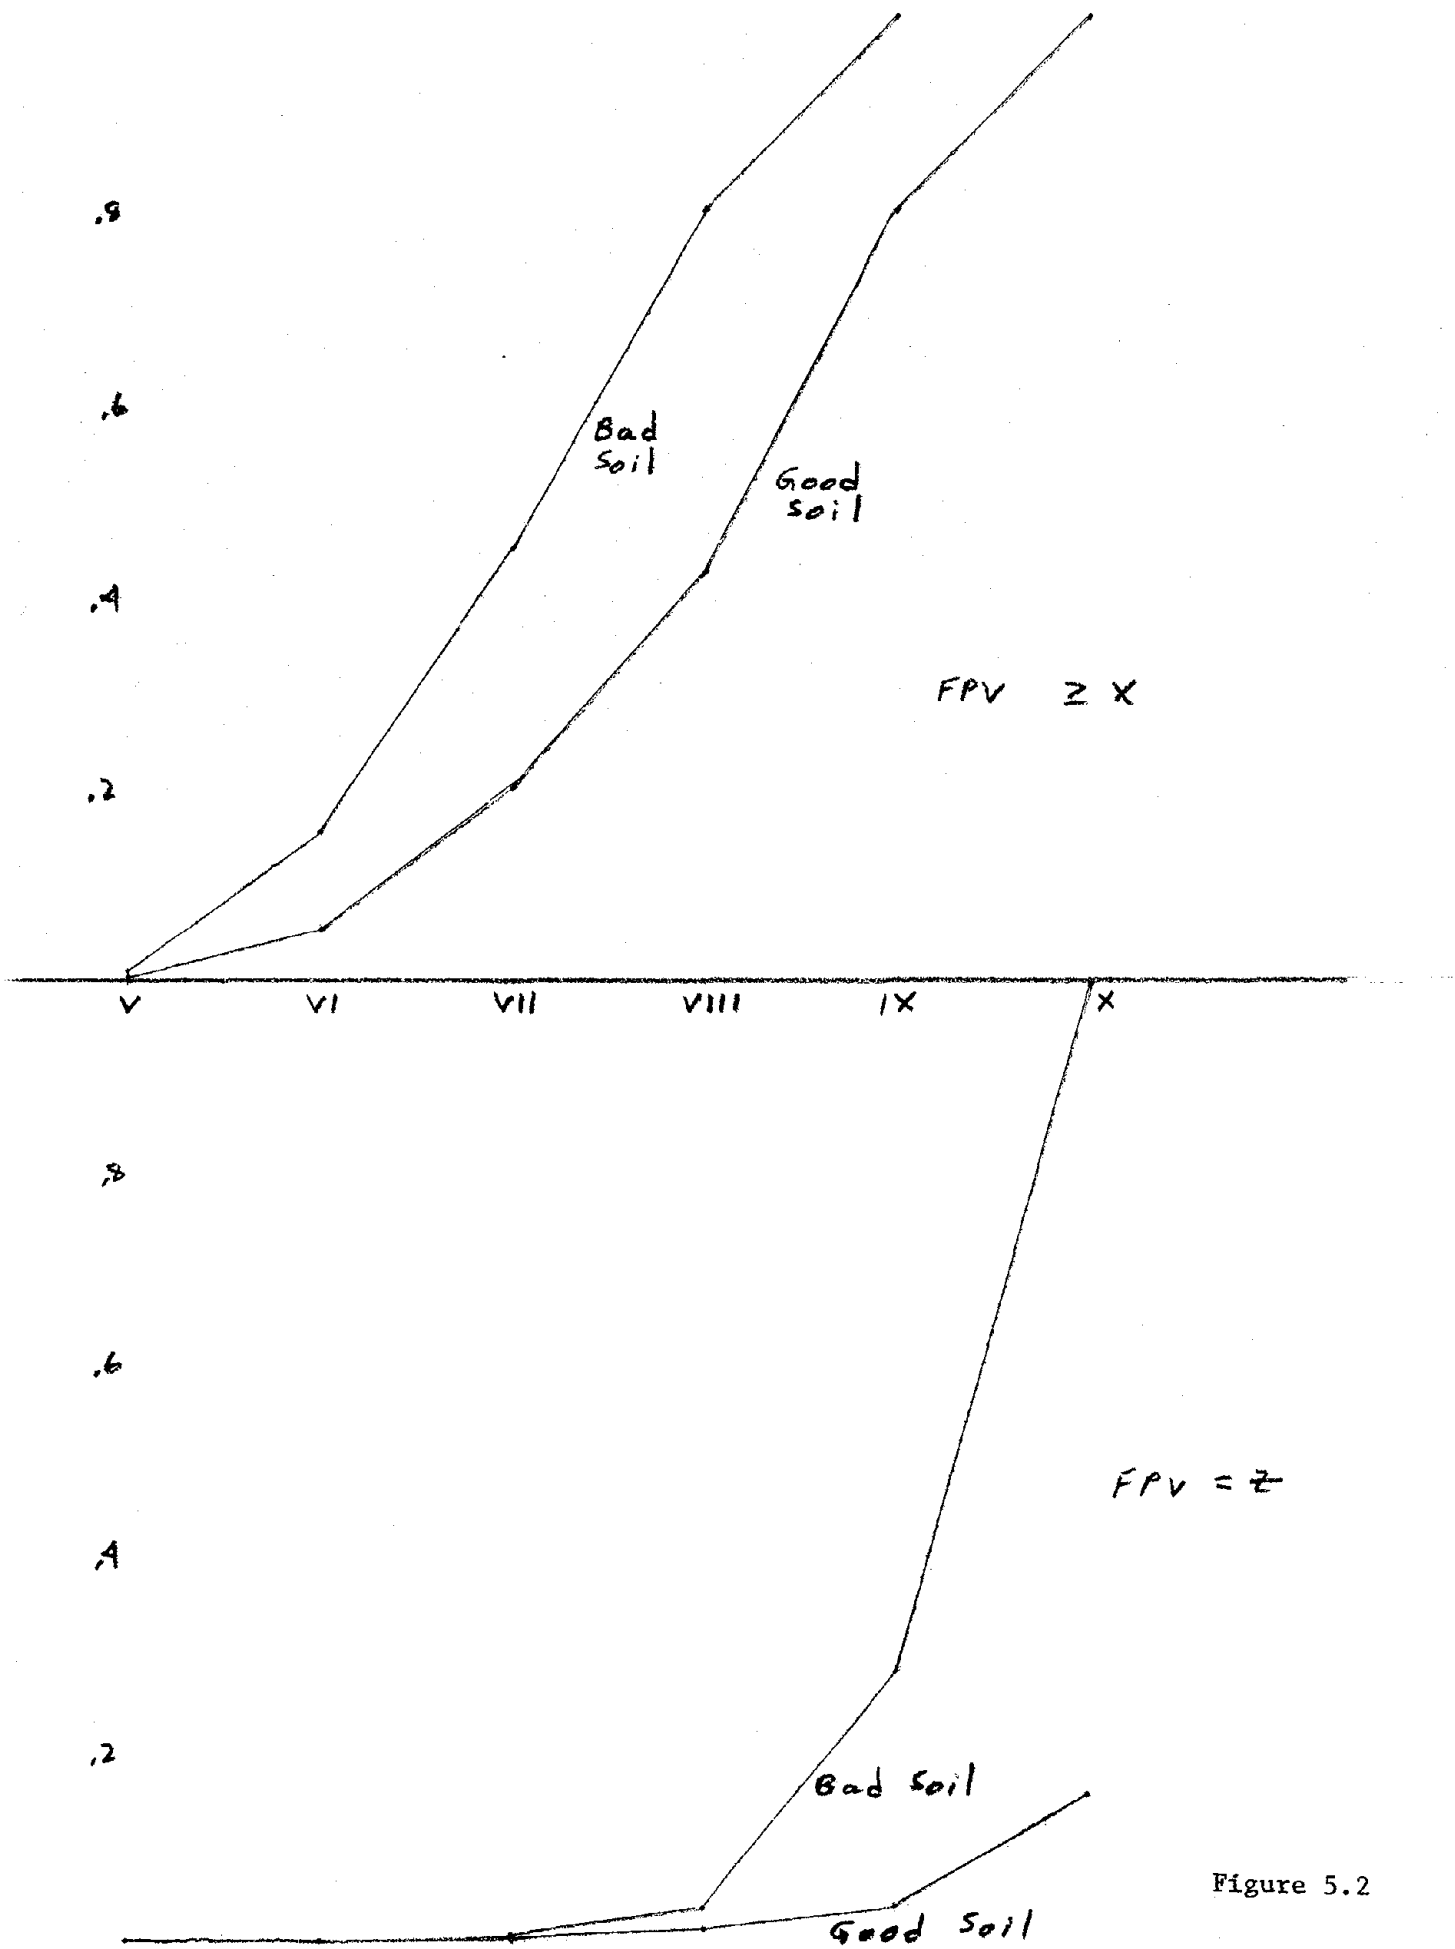 .8
.6
Bad
Soil
Good
Soil
.4
FPV ≥ X
.2
V VI VII VIII IX X
.8
.6
FPV = Z
.4
.2
Bad Soil
Good Soil
Figure 5.2